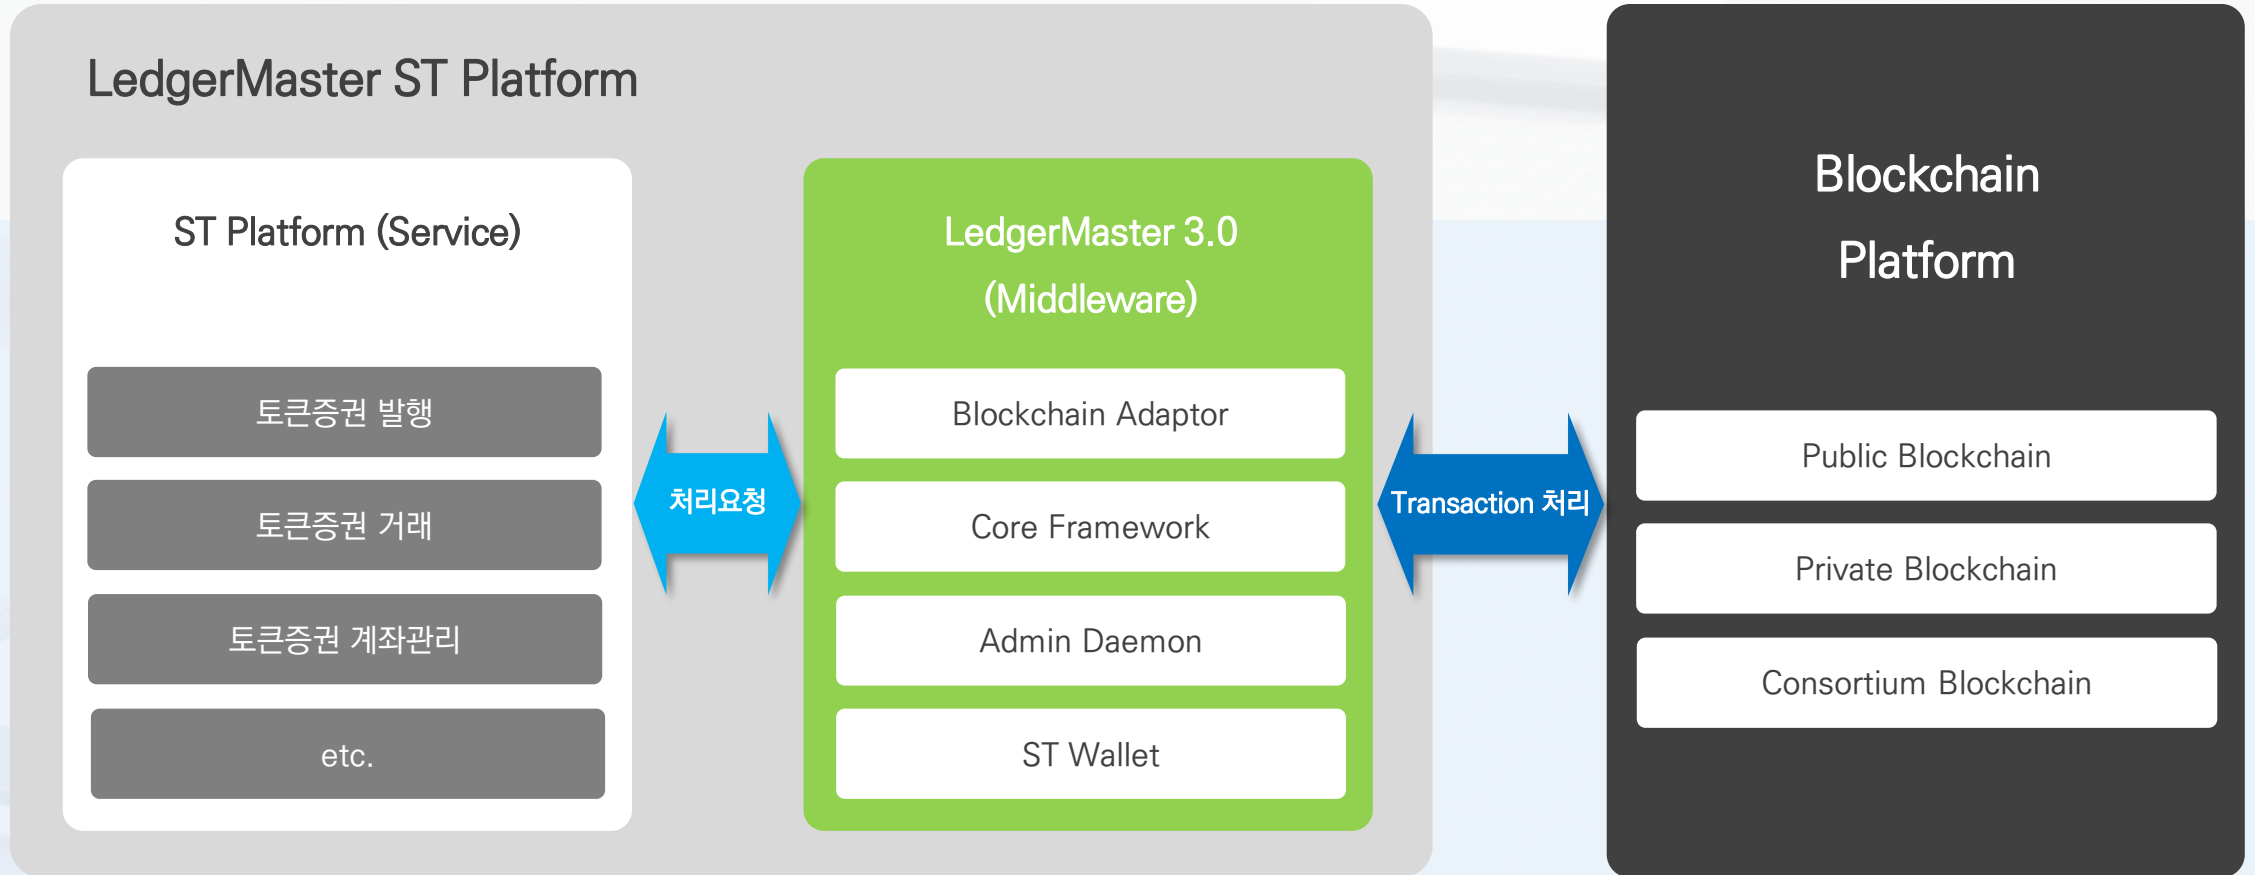 LedgerMaster ST Platform
ST Platform (Service)
토큰증권 발행
토큰증권 거래
토큰증권 계좌관리
etc.
처리요청
LedgerMaster 3.0
(Middleware)
Blockchain Adaptor
Core Framework
Admin Daemon
ST Wallet
Transaction 처리
Blockchain
Platform
Public Blockchain
Private Blockchain
Consortium Blockchain